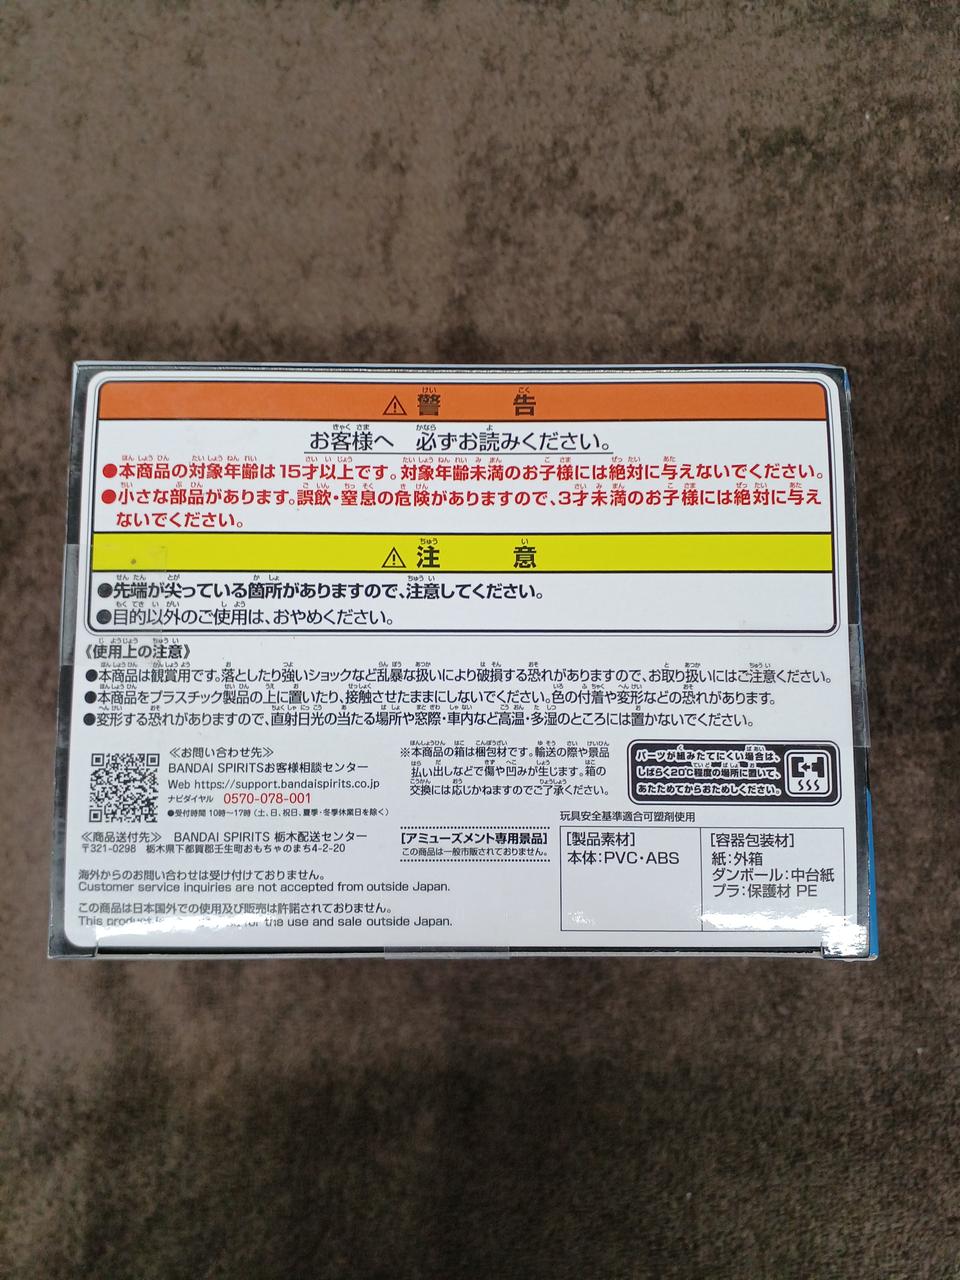 ⚠警告
お客様へ 必ずお読みください。
●本商品の対象年齢は15才以上です。対象年齢未満のお子様には絶対に与えないでください。
●小さな部品があります。誤飲・窒息の危険がありますので、3才未満のお子様には絶対に与え
ないでください。
⚠注意
●先端が尖っている箇所がありますので、注意してください。
●目的以外のご使用は、おやめください。
《使用上の注意》
●本商品は観賞用です。落としたり強いショックなど乱暴な扱いにより破損する恐れがありますので、お取り扱いにはご注意ください。
●本商品をプラスチック製品の上に置いたり、接触させたままにしないでください。色の付着や変形などの恐れがあります。
●変形する恐れがありますので、直射日光の当たる場所や窓際・車内など高温・多湿のところには置かないでください。
≪お問い合わせ先≫
BANDAI SPIRITSお客様相談センター
Web https://support.bandaispirits.co.jp
ナビダイヤル 0570-078-001
●受付時間 10時〜17時(土、日、祝日、夏季・冬季休業日を除く)
≪商品送付先≫ BANDAI SPIRITS 栃木配送センター
〒321-0298 栃木県下都賀郡壬生町おもちゃのまち4-2-20
海外からのお問い合わせは受け付けておりません。
Customer service inquiries are not accepted from outside Japan.
この商品は日本国外での使用及び販売は許諾されておりません。
This product for the use and sale outside Japan.
※本商品の箱は梱包材です。輸送の際や景品
払い出しなどで傷や凹みが生じます。箱の
交換には応じかねますのでご了承ください。
[アミューズメント専用景品]
この商品は一般市販されておりません。
パーツが組みたてにくい場合は、
しばらく20℃程度の場所に置いて、
あたためてからおためしください。
玩具安全基準適合可塑剤使用
[製品素材]
本体:PVC・ABS
[容器包装材]
紙:外箱
ダンボール:中台紙
プラ:保護材 PE